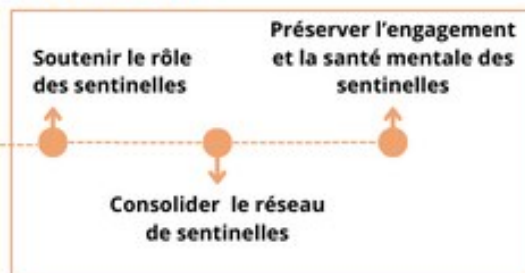 Soutenir le rôle
des sentinelles
Consolider le réseau
de sentinelles
Préserver l'engagement
et la santé mentale des
sentinelles